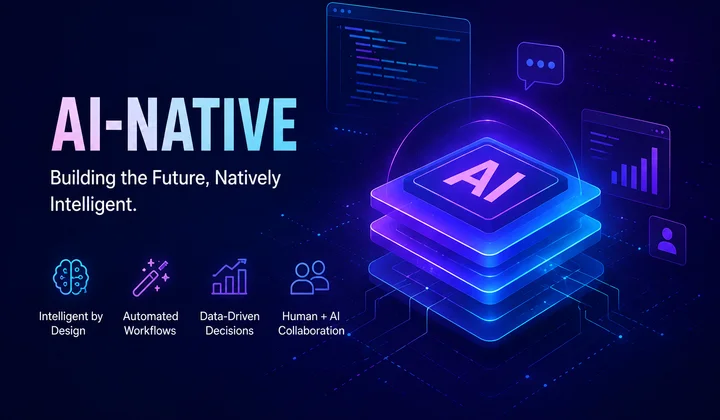 AI-NATIVE
Building the Future, Natively
Intelligent.
AI
Intelligent by
Design
Automated
Workflows
Data-Driven
Decisions
Human + AI
Collaboration